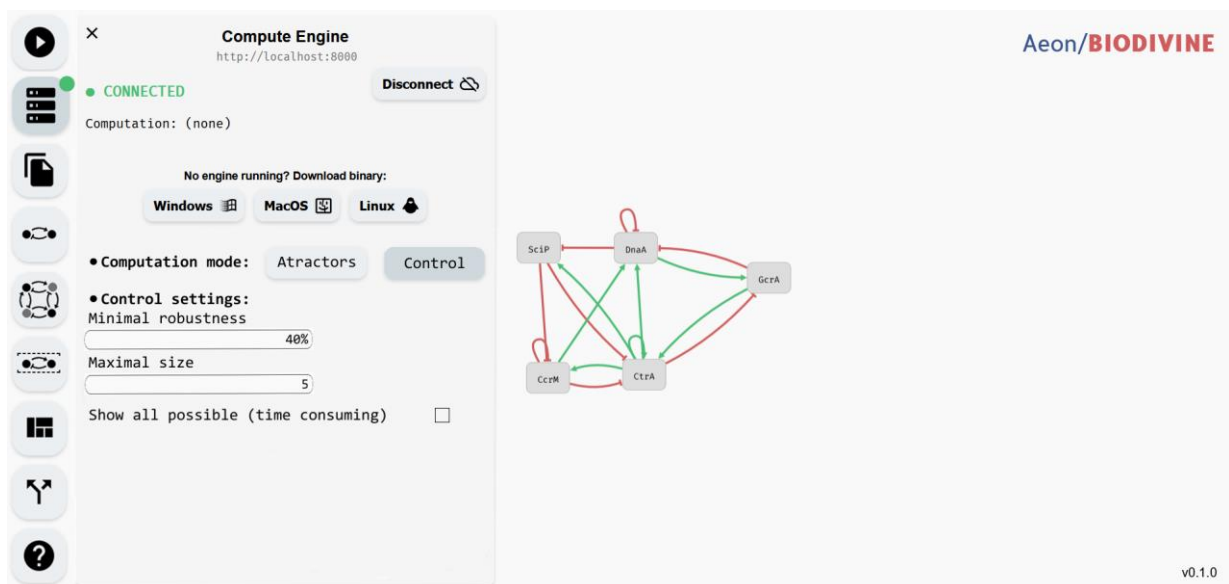 ×
Compute Engine
http://localhost:8000
Aeon/BIODIVINE
● CONNECTED
Disconnect
Computation: (none)
No engine running? Download binary:
Windows MacOS Linux
● Computation mode: Atractors Control
● Control settings:
Minimal robustness
40%
Maximal size
5
Show all possible (time consuming)
SciP DnaA
GcrA
CcrM CtrA
v0.1.0